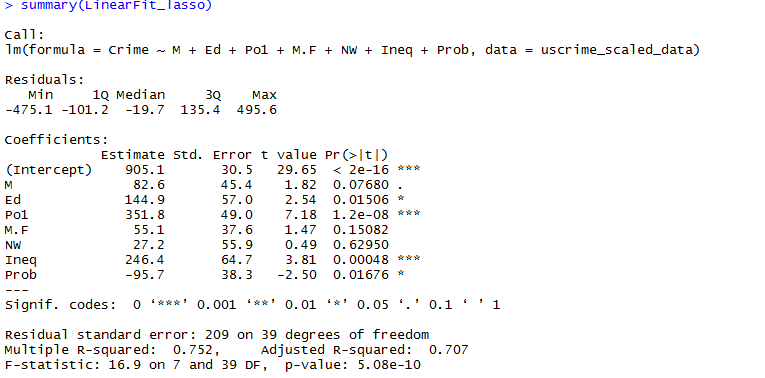 > summary(LinearFit_lasso)
Call:
lm(formula = Crime ~ M + Ed + Po1 + M.F + NW + Ineq + Prob, data = uscrime_scaled_data)
Residuals:
Min 1Q Median 3Q Max
-475.1 -101.2 -19.7 135.4 495.6
Coefficients:
Estimate Std. Error t value Pr(>|t|)
(Intercept) 905.1 30.5 29.65 < 2e-16 ***
M 82.6 45.4 1.82 0.07680 .
Ed 144.9 57.0 2.54 0.01506 *
Po1 351.8 49.0 7.18 1.2e-08 ***
M.F 55.1 37.6 1.47 0.15082
NW 27.2 55.9 0.49 0.62950
Ineq 246.4 64.7 3.81 0.00048 ***
Prob -95.7 38.3 -2.50 0.01676 *
---
Signif. codes: 0 ‘***’ 0.001 ‘**’ 0.01 ‘*’ 0.05 ‘.’ 0.1 ‘ ’ 1
Residual standard error: 209 on 39 degrees of freedom
Multiple R-squared: 0.752, Adjusted R-squared: 0.707
F-statistic: 16.9 on 7 and 39 DF, p-value: 5.08e-10